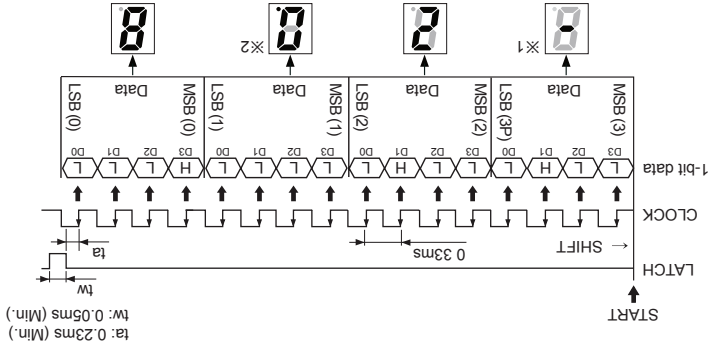 ta: 0.23ms (Min.)
tw: 0.05ms (Min.)
START
LATCH
tw
→ SHIFT
0.33ms
ta
CLOCK
1-bit data
L L H L L L H L L L L L H L L L
D3 D2 D1 D0 D3 D2 D1 D0 D3 D2 D1 D0 D3 D2 D1 D0
MSB (3) Data LSB (3P) MSB (2) Data LSB (2) MSB (1) Data LSB (1) MSB (0) Data LSB (0)
- ※1 2 0 ※2 8